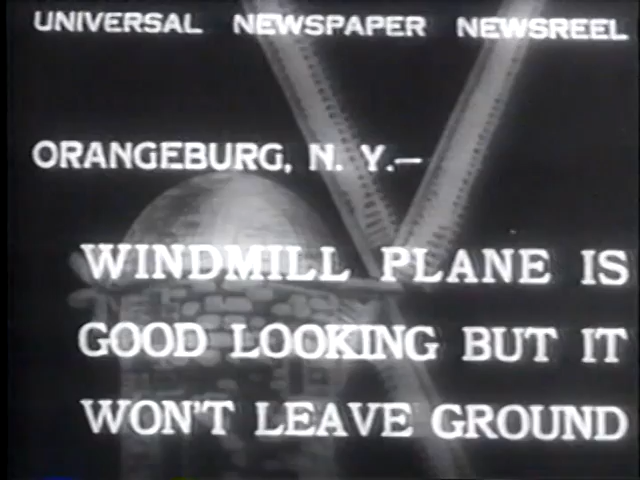 UNIVERSAL NEWSPAPER NEWSREEL
ORANGEBURG, N. Y.—
WINDMILL PLANE IS
GOOD LOOKING BUT IT
WON'T LEAVE GROUND